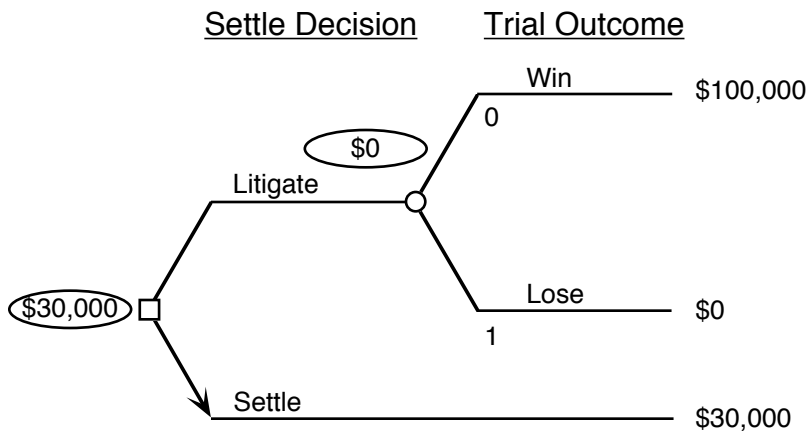 Settle Decision
Trial Outcome
Win
$100,000
0
$0
Litigate
$30,000
Lose
$0
1
Settle
$30,000